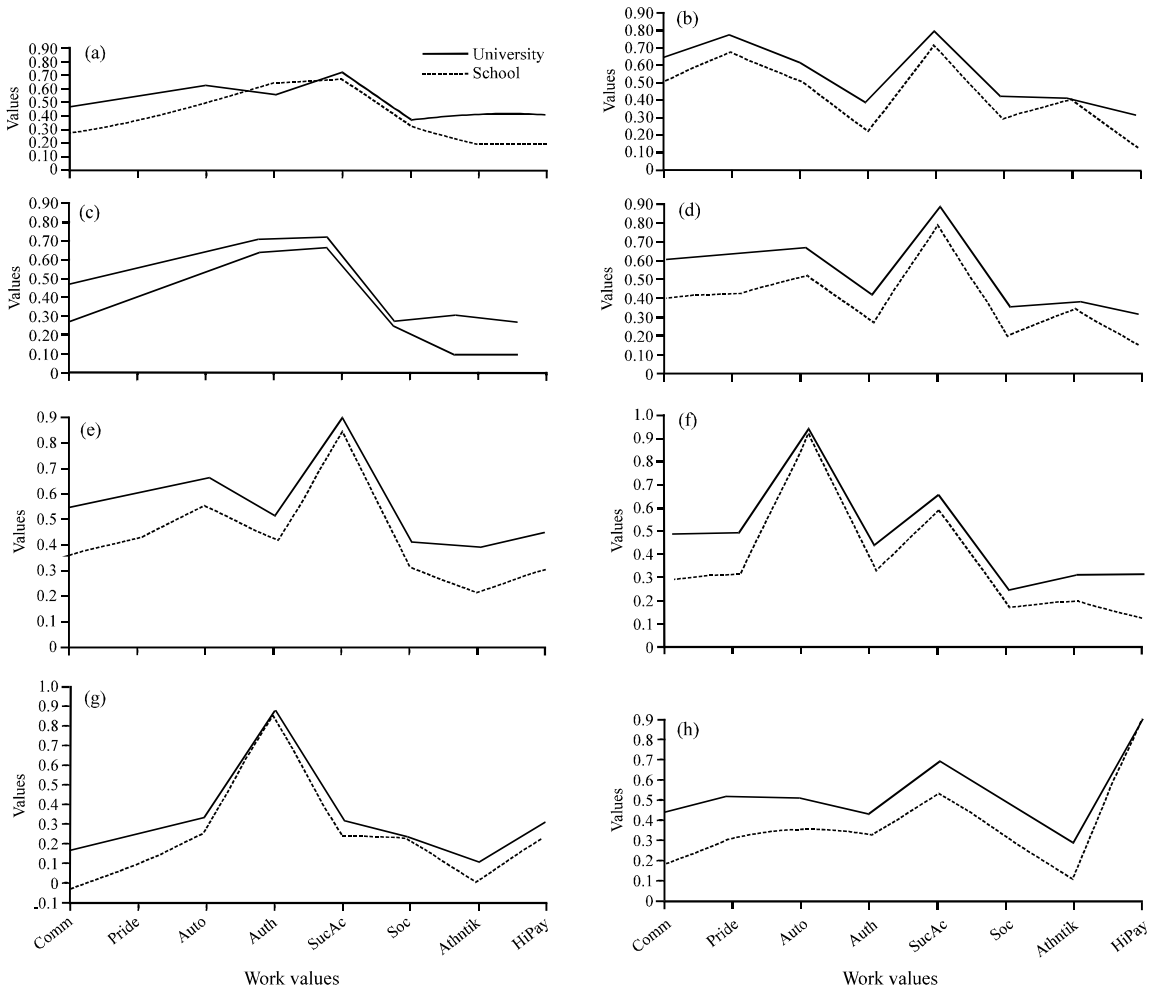 (a)
University
School
0.90
0.80
0.70
0.60
0.50
0.40
0.30
0.20
0.10
0
Values
(b)
0.90
0.80
0.70
0.60
0.50
0.40
0.30
0.20
0.10
0
Values
(c)
0.90
0.80
0.70
0.60
0.50
0.40
0.30
0.20
0.10
0
Values
(d)
0.90
0.80
0.70
0.60
0.50
0.40
0.30
0.20
0.10
0
Values
(e)
0.9
0.8
0.7
0.6
0.5
0.4
0.3
0.2
0.1
0
Values
(f)
1.0
0.9
0.8
0.7
0.6
0.5
0.4
0.3
0.2
0.1
0
Values
(g)
1.0
0.9
0.8
0.7
0.6
0.5
0.4
0.3
0.2
0.1
0
-0.1
Values
Comm
Pride
Auto
Auth
SucAc
Soc
Athntik
HiPay
Work values
(h)
0.9
0.8
0.7
0.6
0.5
0.4
0.3
0.2
0.1
0
Values
Comm
Pride
Auto
Auth
SucAc
Soc
Athntik
HiPay
Work values